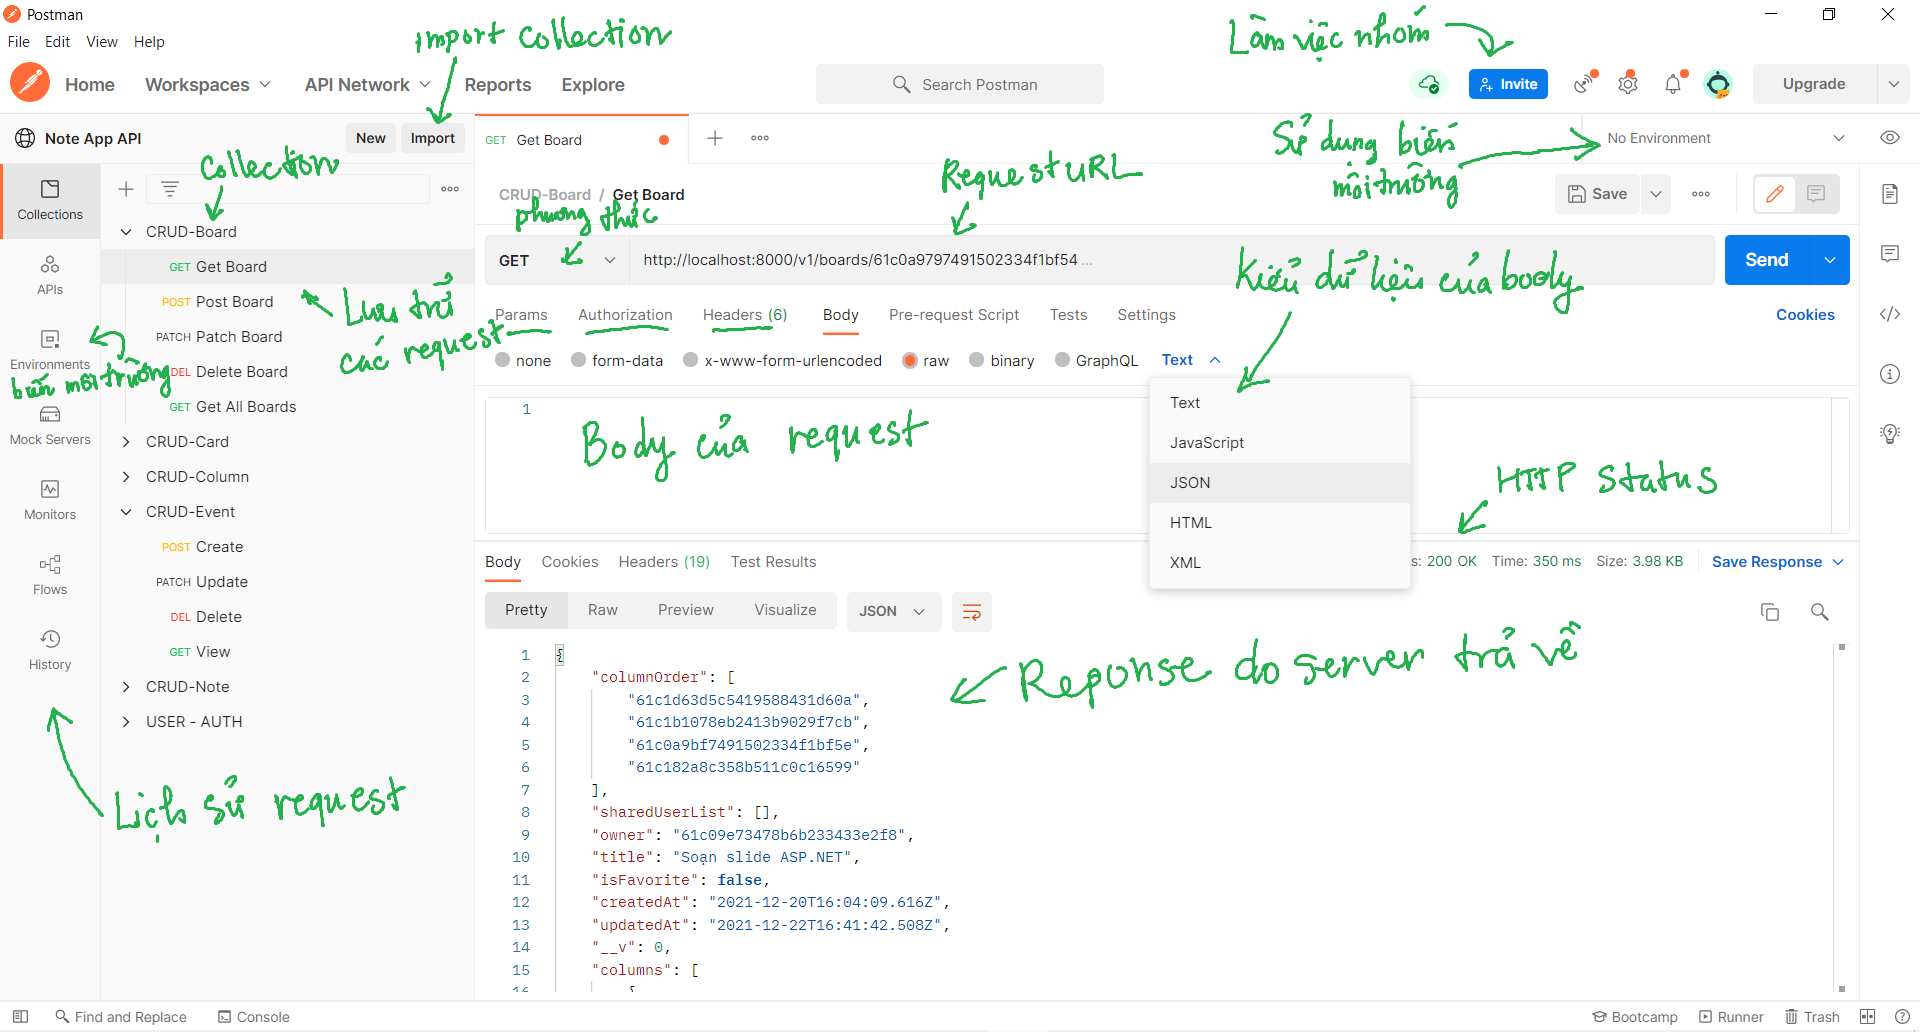 Postman
File Edit View Help
Import Collection
Làm việc nhóm
Home Workspaces API Network Reports Explore
Search Postman
Invite
Upgrade
Note App API
New Import
GET Get Board
Sử dụng biến môi trường
No Environment
Collection
Request URL
CRUD-Board / Get Board
Save
phương thức
Collections
APIs
Environments
biến môi trường
Mock Servers
Monitors
Flows
History
CRUD-Board
GET Get Board
POST Post Board
PATCH Patch Board
DEL Delete Board
GET Get All Boards
CRUD-Card
CRUD-Column
CRUD-Event
POST Create
PATCH Update
DEL Delete
GET View
CRUD-Note
USER - AUTH
Lưu trữ
các request
Lịch sử request
GET
http://localhost:8000/v1/boards/61c0a9797491502334f1bf54 ...
Send
Kiểu dữ liệu của body
Params Authorization Headers (6) Body Pre-request Script Tests Settings
Cookies
none form-data x-www-form-urlencoded raw binary GraphQL Text
1
Body của request
Text
JavaScript
JSON
HTML
XML
HTTP Status
Body Cookies Headers (19) Test Results
s: 200 OK Time: 350 ms Size: 3.98 KB Save Response
Pretty Raw Preview Visualize JSON
Reponse do server trả về
1 {
2 "columnOrder": [
3 "61c1d63d5c5419588431d60a",
4 "61c1b1078eb2413b9029f7cb",
5 "61c0a9bf7491502334f1bf5e",
6 "61c182a8c358b511c0c16599"
7 ],
8 "sharedUserList": [],
9 "owner": "61c09e73478b6b233433e2f8",
10 "title": "Soạn slide ASP.NET",
11 "isFavorite": false,
12 "createdAt": "2021-12-20T16:04:09.616Z",
13 "updatedAt": "2021-12-22T16:41:42.508Z",
14 "__v": 0,
15 "columns": [
16 {
Find and Replace Console
Bootcamp Runner Trash